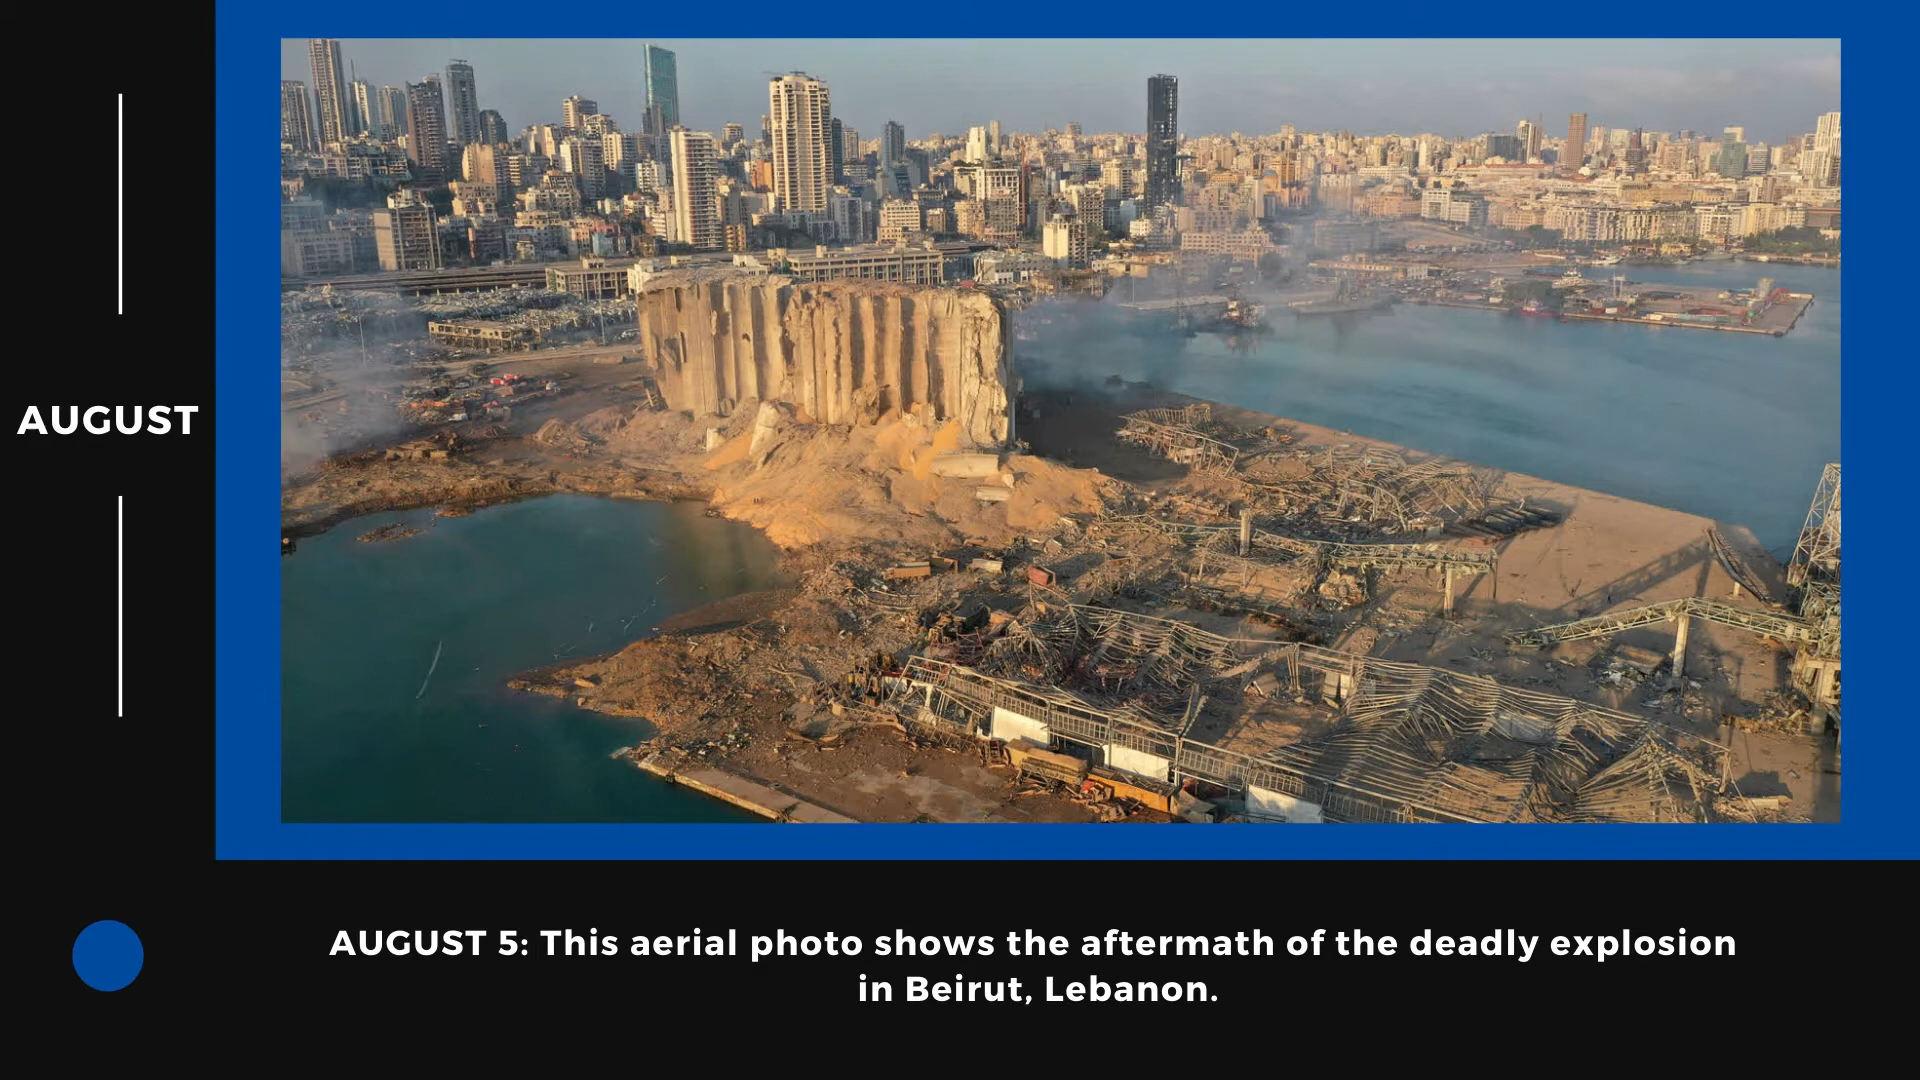 AUGUST
AUGUST 5: This aerial photo shows the aftermath of the deadly explosion
in Beirut, Lebanon.